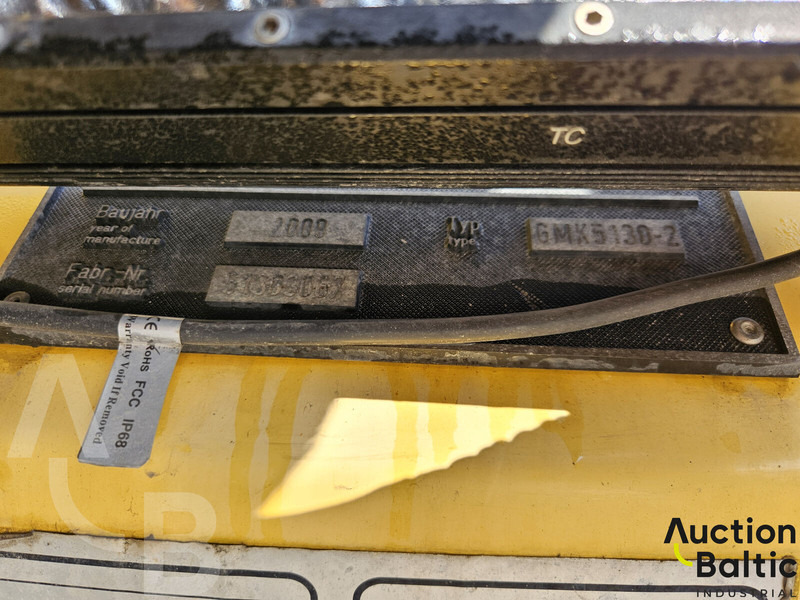 TC
Baujahr 2009 Typ GMK5130-2
year of type
manufacture
Fabr.-Nr.
serial number
CE RoHS FCC IP68
Warranty Void If Removed
AB
Auction
Baltic
INDUSTRIAL